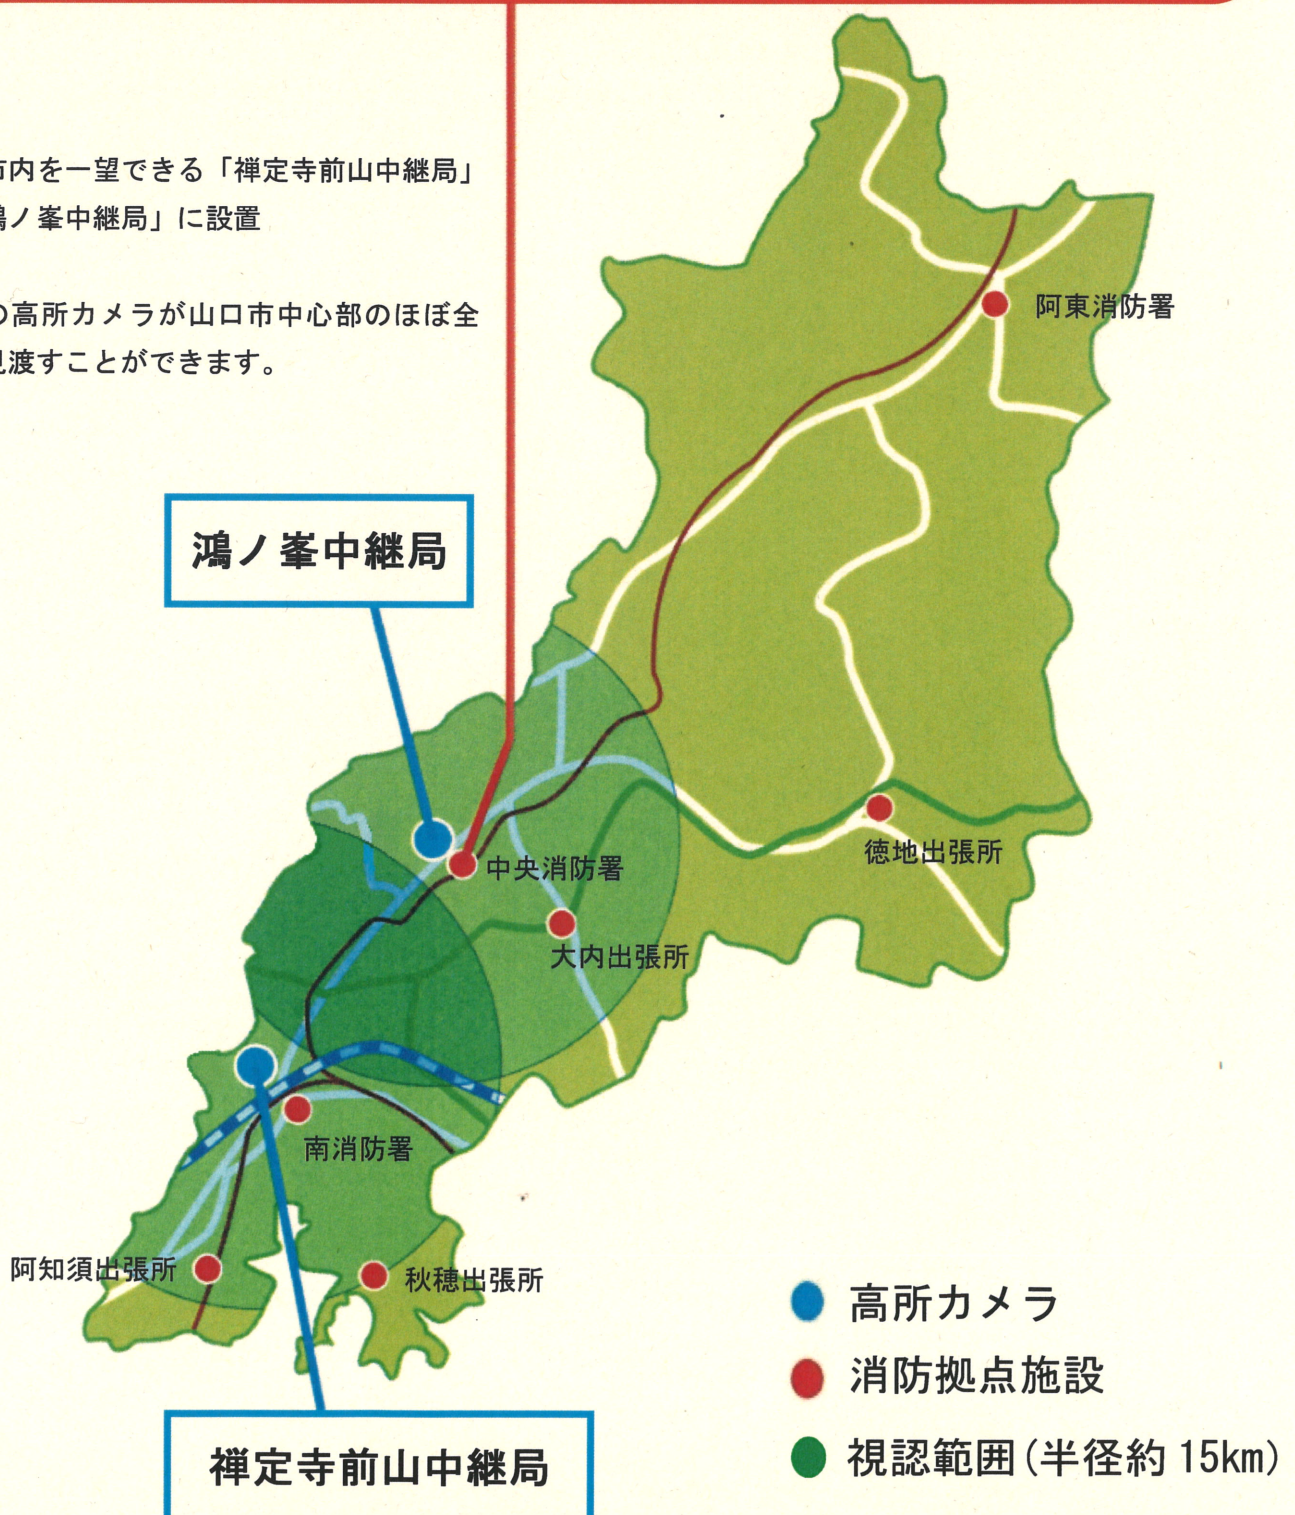 市内を一望できる「禅定寺前山中継局」
鴻ノ峯中継局」に設置
の高所カメラが山口市中心部のほぼ全
見渡すことができます。
阿東消防署
鴻ノ峯中継局
徳地出張所
中央消防署
大内出張所
南消防署
阿知須出張所
秋穂出張所
高所カメラ
消防拠点施設
視認範囲(半径約15km)
禅定寺前山中継局